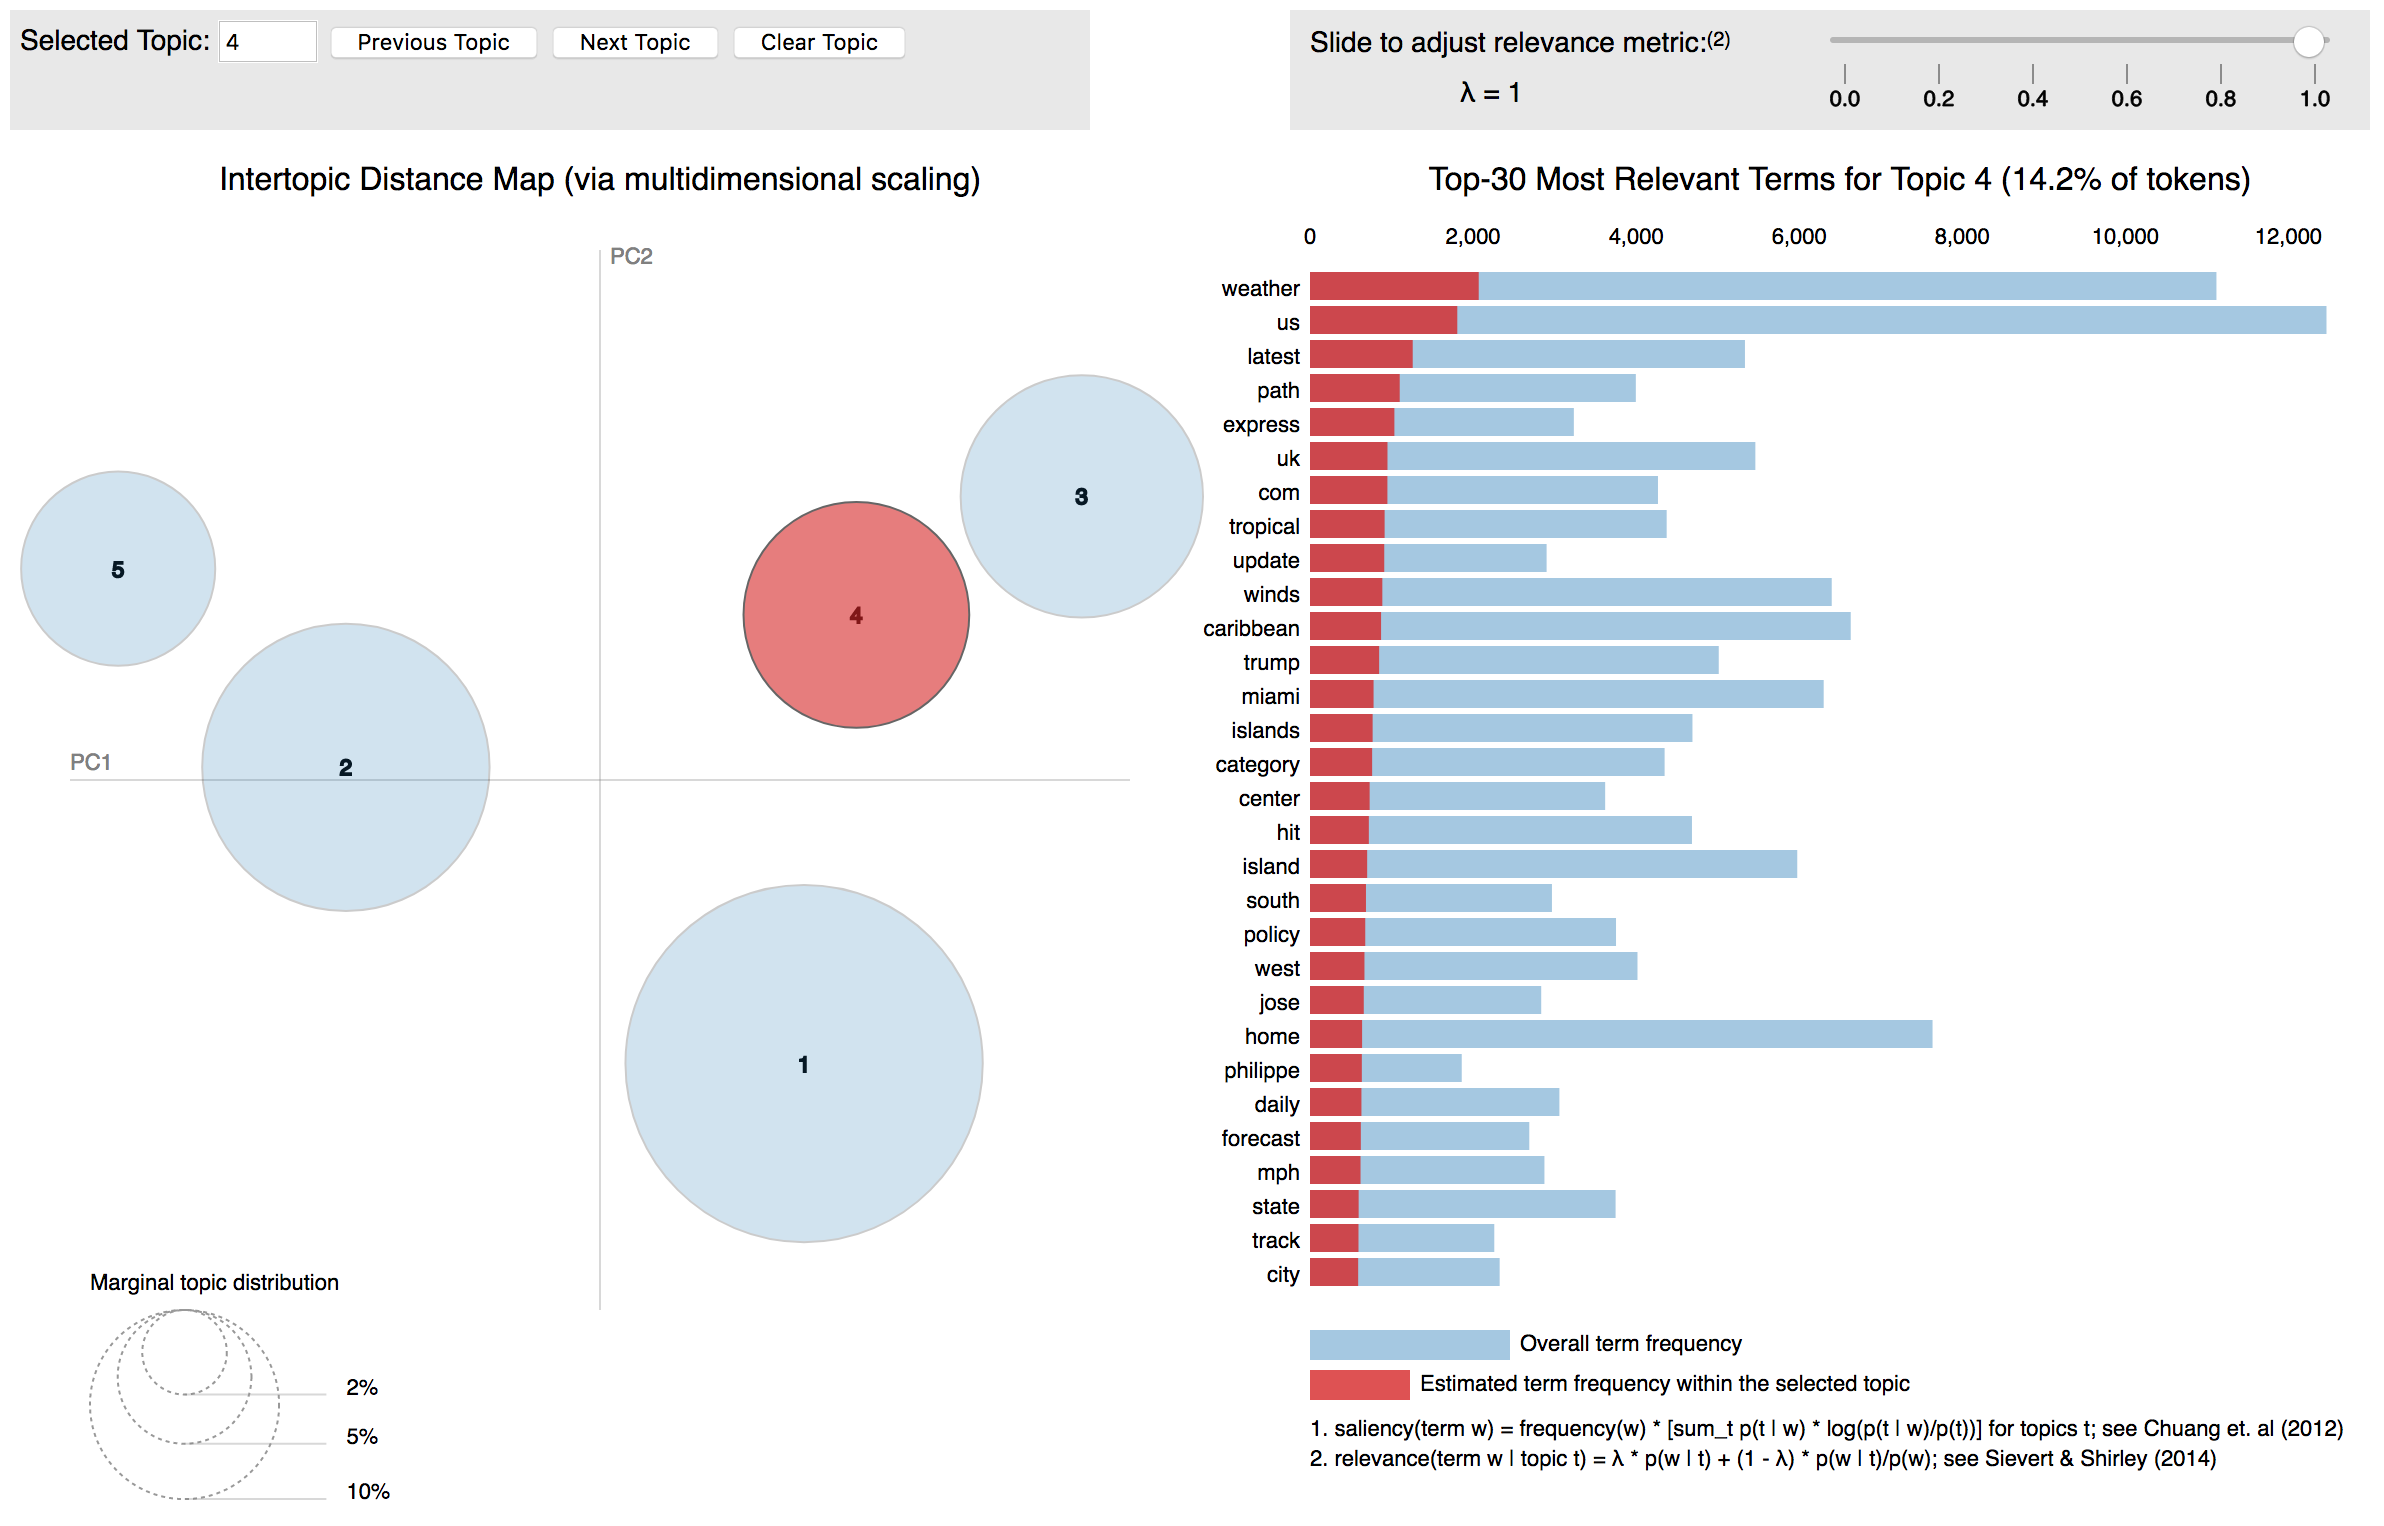 Selected Topic: 4 Previous Topic Next Topic Clear Topic
Slide to adjust relevance metric:(2)
λ = 1
0.0 0.2 0.4 0.6 0.8 1.0
Intertopic Distance Map (via multidimensional scaling)
PC2
PC1
5
2
4
3
1
Marginal topic distribution
2%
5%
10%
Top-30 Most Relevant Terms for Topic 4 (14.2% of tokens)
0 2,000 4,000 6,000 8,000 10,000 12,000
weather
us
latest
path
express
uk
com
tropical
update
winds
caribbean
trump
miami
islands
category
center
hit
island
south
policy
west
jose
home
philippe
daily
forecast
mph
state
track
city
Overall term frequency
Estimated term frequency within the selected topic
1. saliency(term w) = frequency(w) * [sum_t p(t | w) * log(p(t | w)/p(t))] for topics t; see Chuang et. al (2012)
2. relevance(term w | topic t) = λ * p(w | t) + (1 - λ) * p(w | t)/p(w); see Sievert & Shirley (2014)